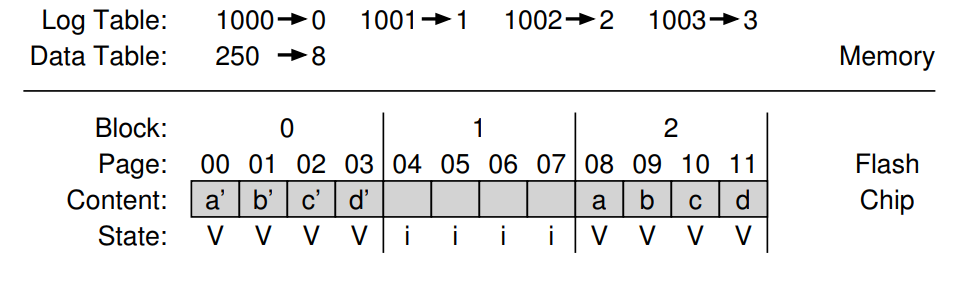 Log Table: 1000→0 1001→1 1002→2 1003→3
Data Table: 250 →8 Memory
Block: 0 1 2
Page: 00 01 02 03 04 05 06 07 08 09 10 11 Flash
Content: a’ b’ c’ d’ a b c d Chip
State: V V V V i i i i V V V V